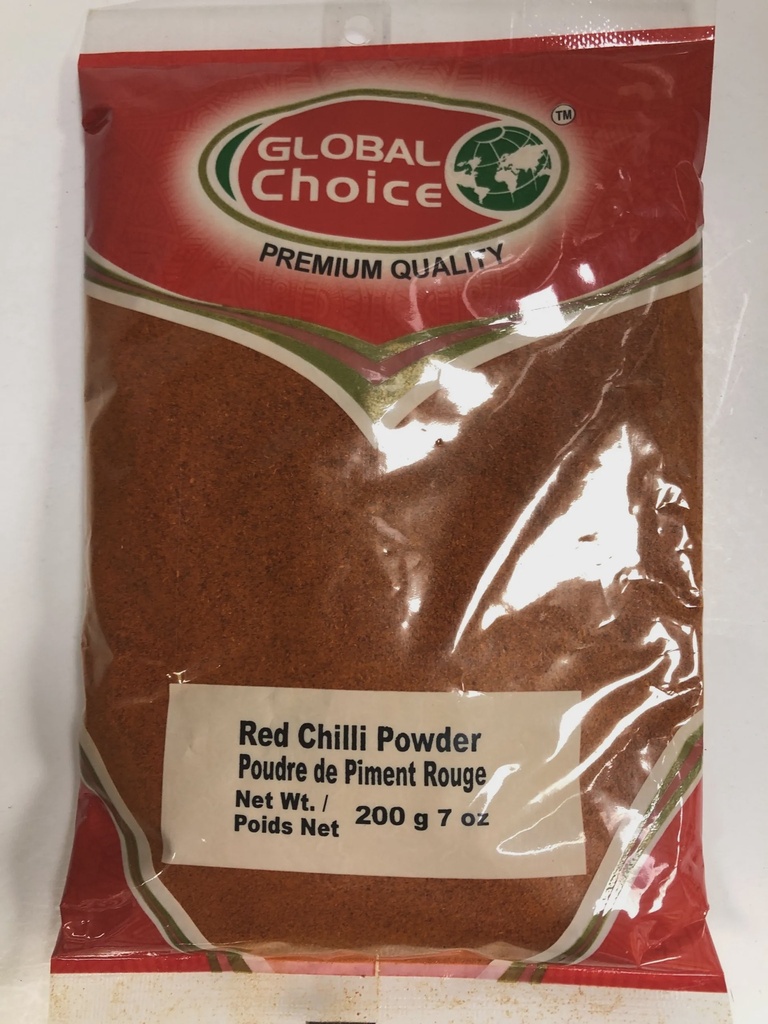 GLOBAL
Choice
TM
PREMIUM QUALITY
Red Chilli Powder
Poudre de Piment Rouge
Net Wt. /
Poids Net 200 g 7 oz